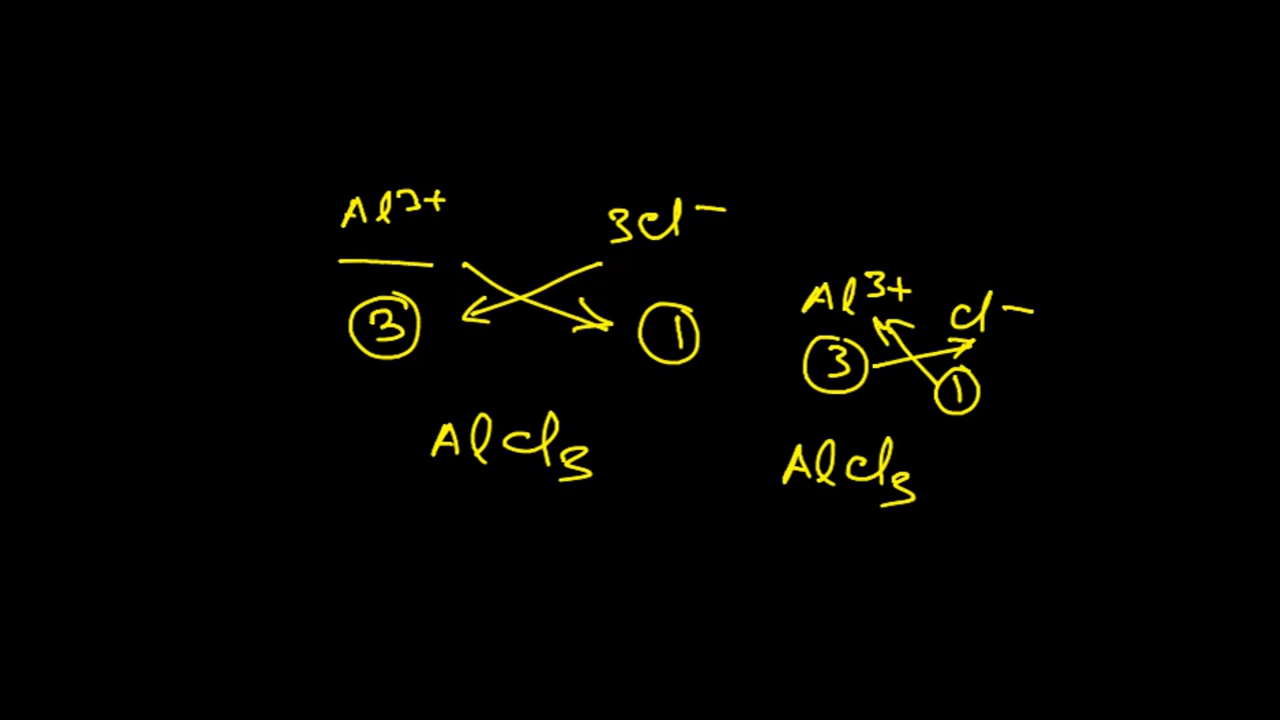 Al³⁺ 3Cl⁻
③ ①
AlCl₃
Al³⁺ Cl⁻
③ ①
AlCl₃